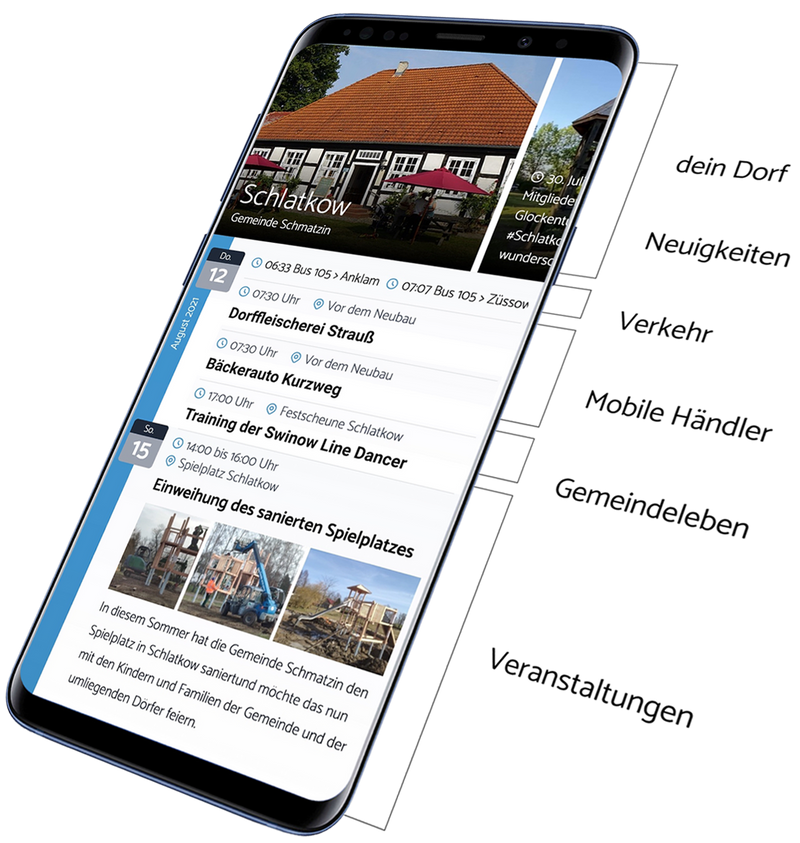 Schlatkow
Gemeinde Schmatzin
30. Jul
Mitgliede
Glockent
#Schlatko
wundersc
Do.
12
August 2021
06:33 Bus 105 › Anklam 07:07 Bus 105 › Züssow
07:30 Uhr Vor dem Neubau
Dorffleischerei Strauß
07:30 Uhr Vor dem Neubau
Bäckerauto Kurzweg
17:00 Uhr Festscheune Schlatkow
Training der Swinow Line Dancer
So.
15
14:00 bis 16:00 Uhr
Spielplatz Schlatkow
Einweihung des sanierten Spielplatzes
In diesem Sommer hat die Gemeinde Schmatzin den
Spielplatz in Schlatkow saniertund möchte das nun
mit den Kindern und Familien der Gemeinde und der
umliegenden Dörfer feiern.
dein Dorf
Neuigkeiten
Verkehr
Mobile Händler
Gemeindeleben
Veranstaltungen